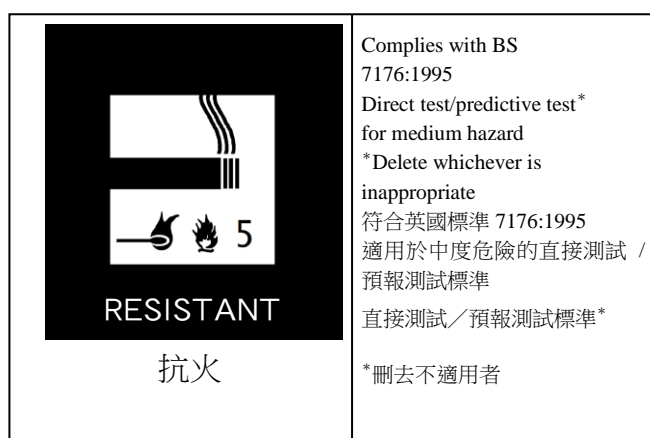 5
RESISTANT
抗火
Complies with BS
7176:1995
Direct test/predictive test*
for medium hazard
*Delete whichever is
inappropriate
符合英國標準 7176:1995
適用於中度危險的直接測試 /
預報測試標準
直接測試／預報測試標準*
*刪去不適用者